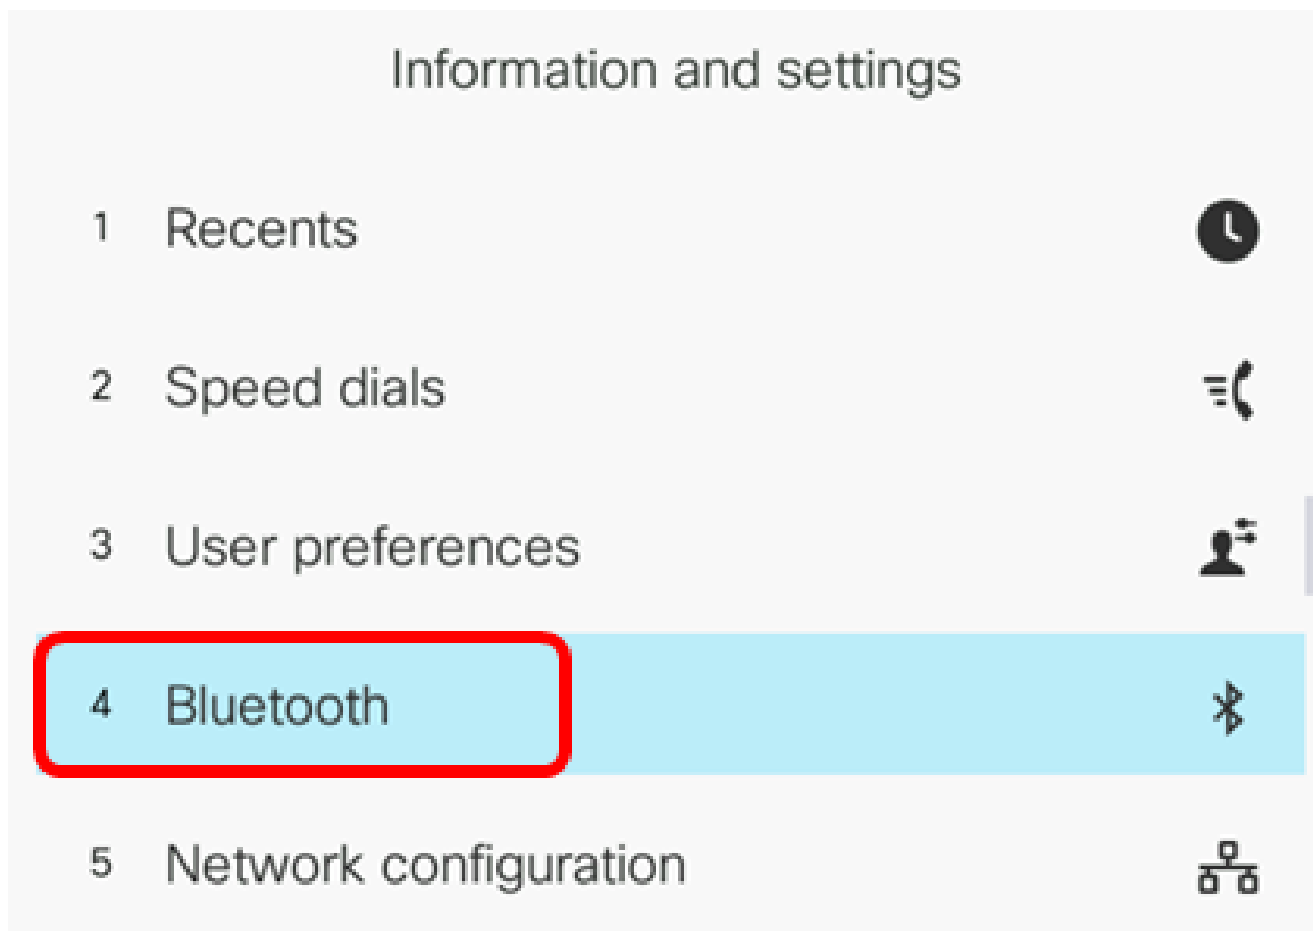 Information and settings
1 Recents
2 Speed dials
3 User preferences
4 Bluetooth
5 Network configuration